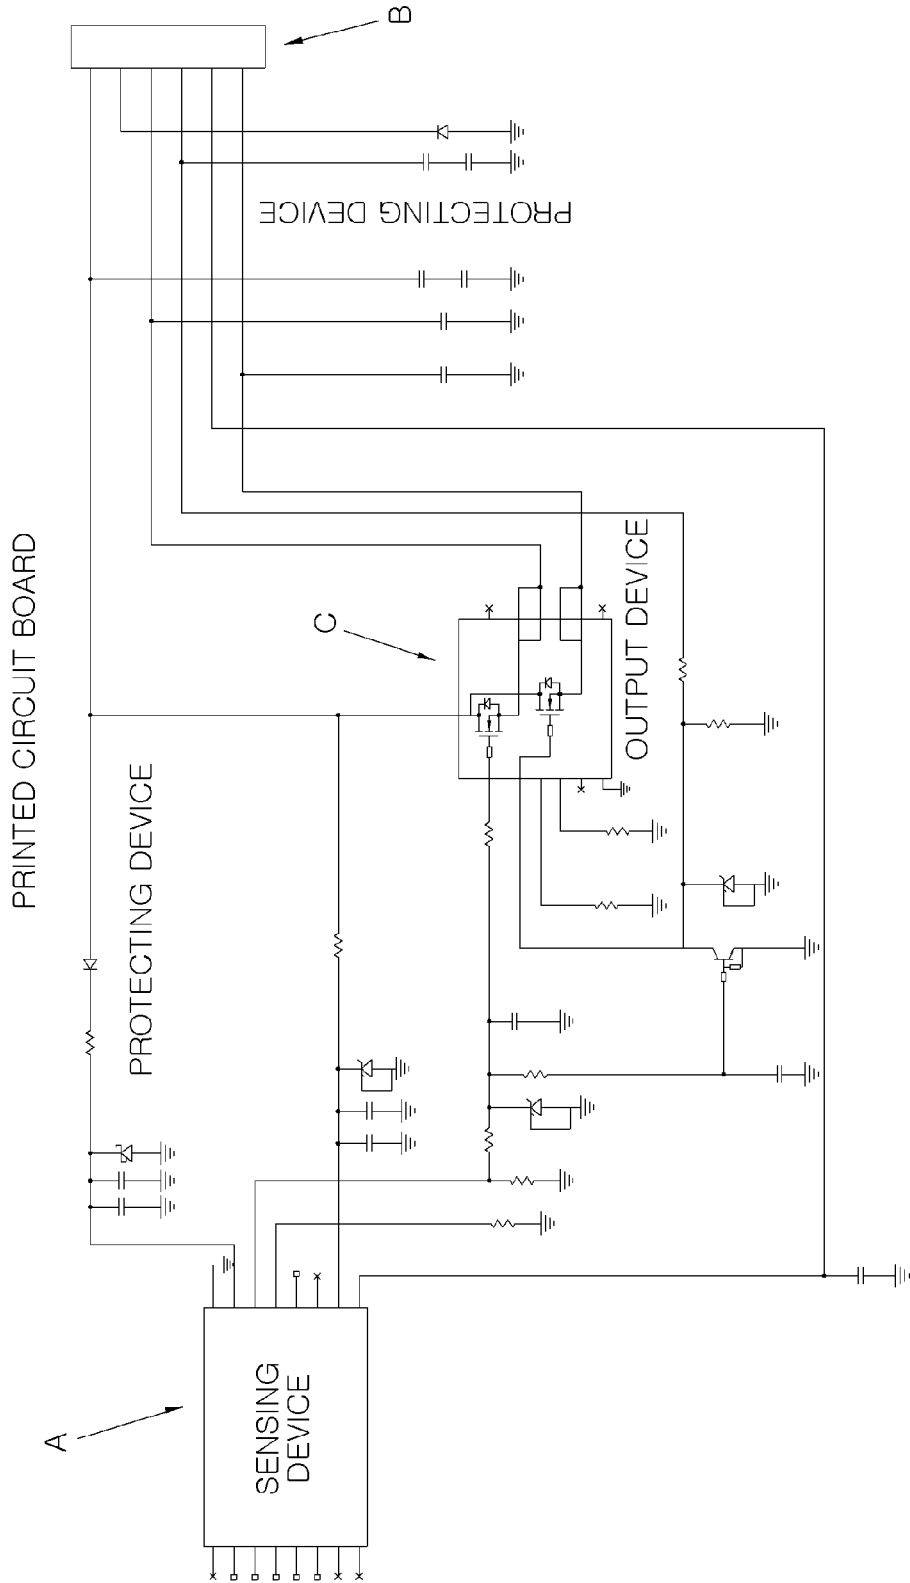 PRINTED CIRCUIT BOARD
A
SENSING
DEVICE
PROTECTING DEVICE
C
OUTPUT DEVICE
PROTECTING DEVICE
B